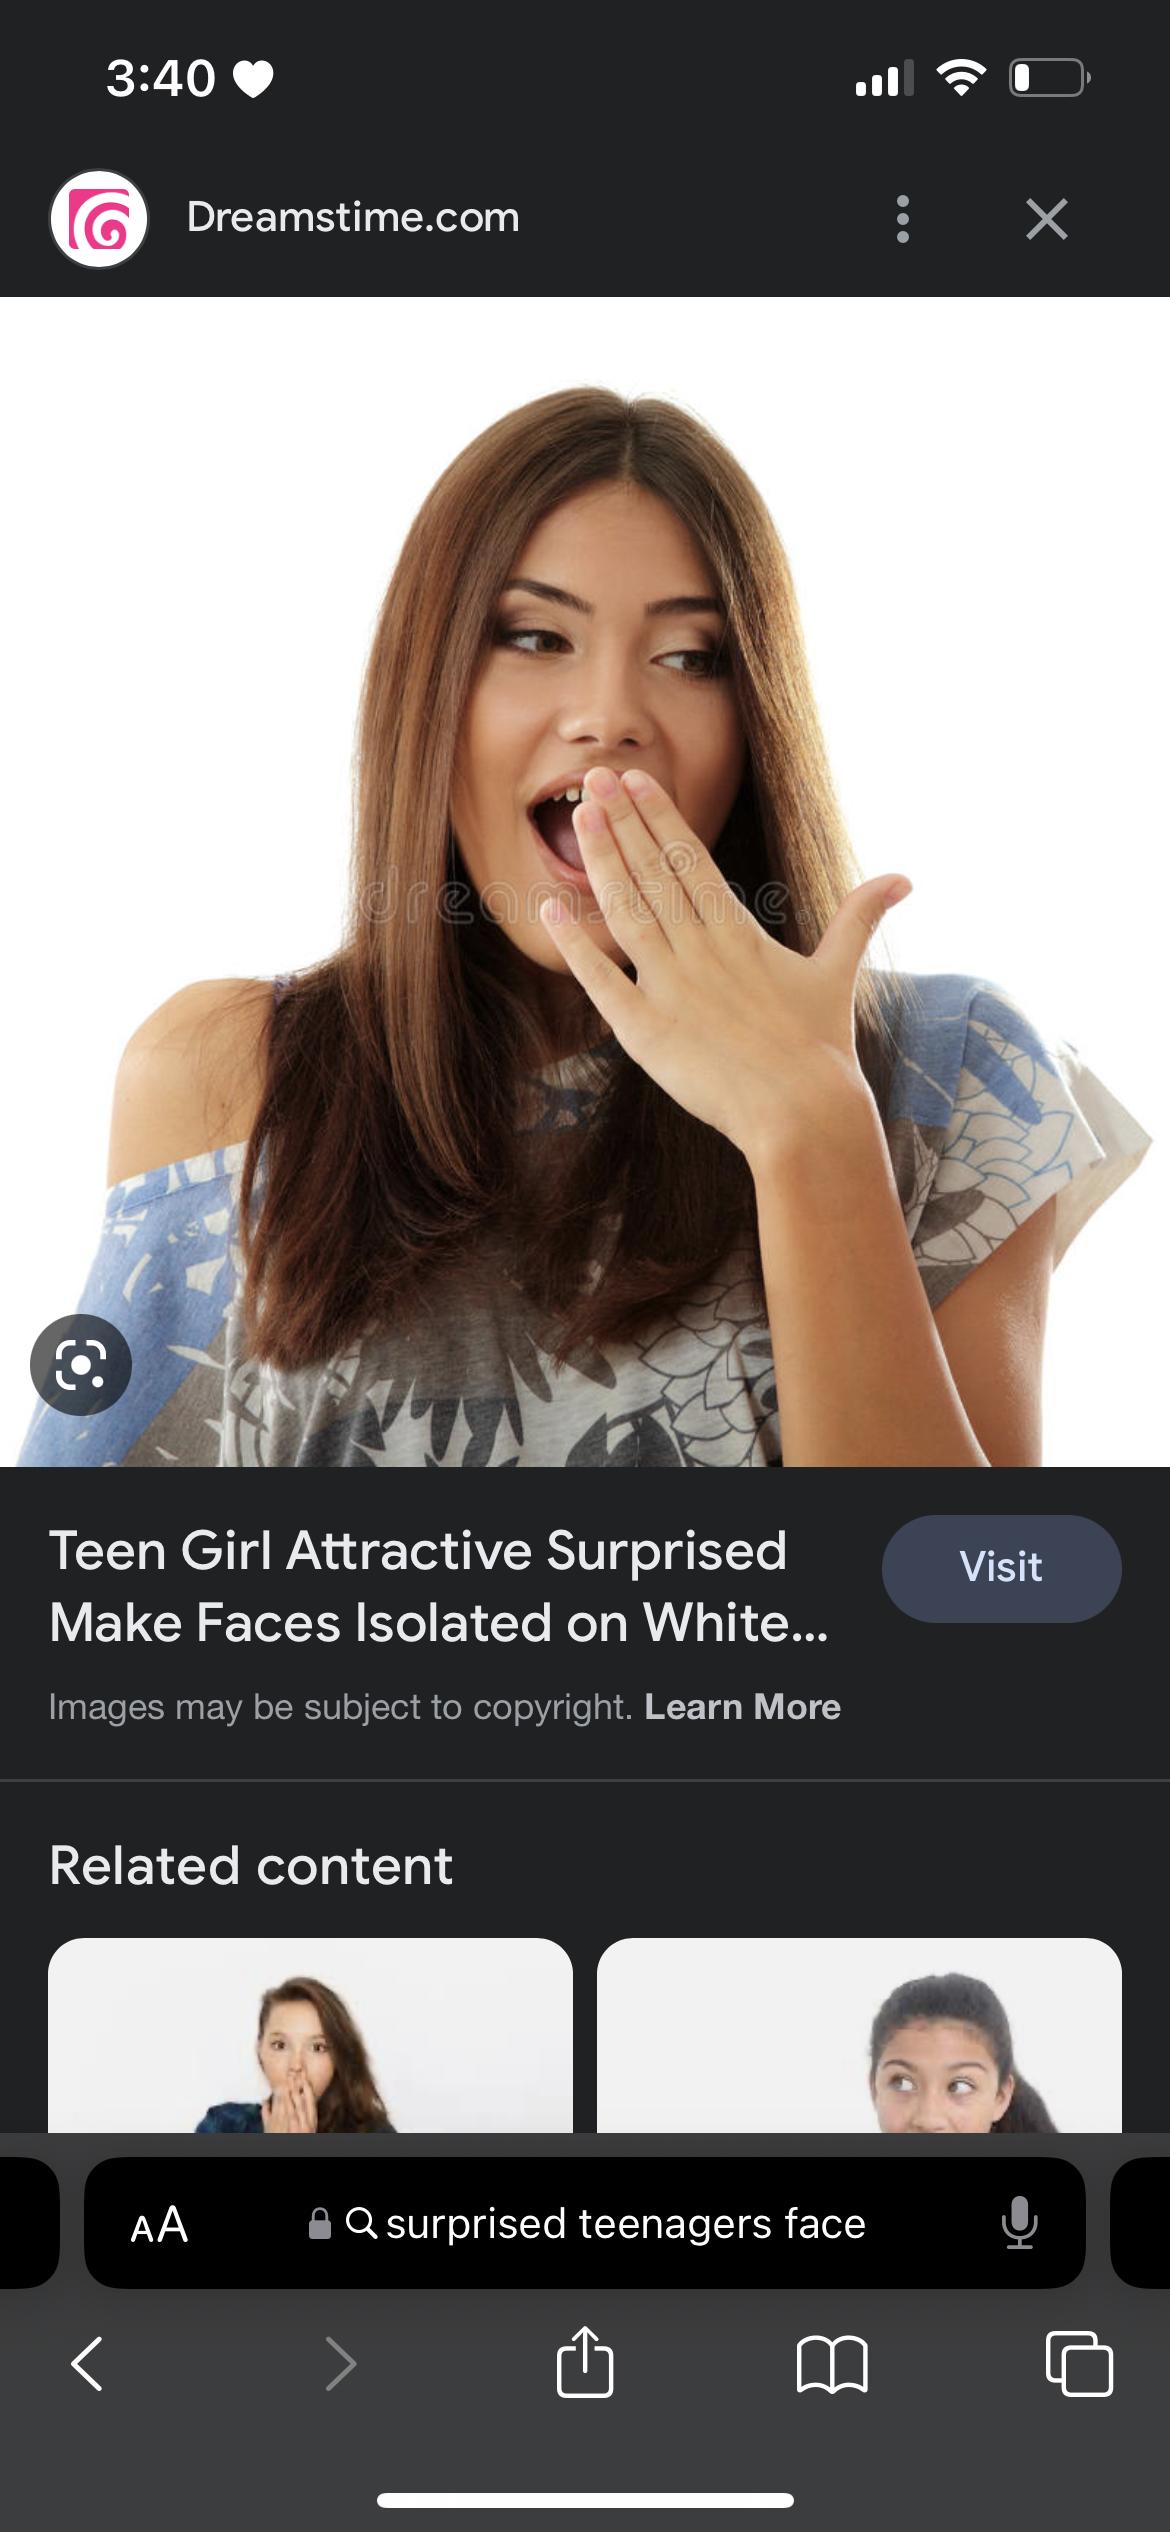 3:40
Dreamstime.com
dreamstime.
Teen Girl Attractive Surprised
Make Faces Isolated on White...
Visit
Images may be subject to copyright. Learn More
Related content
AA surprised teenagers face